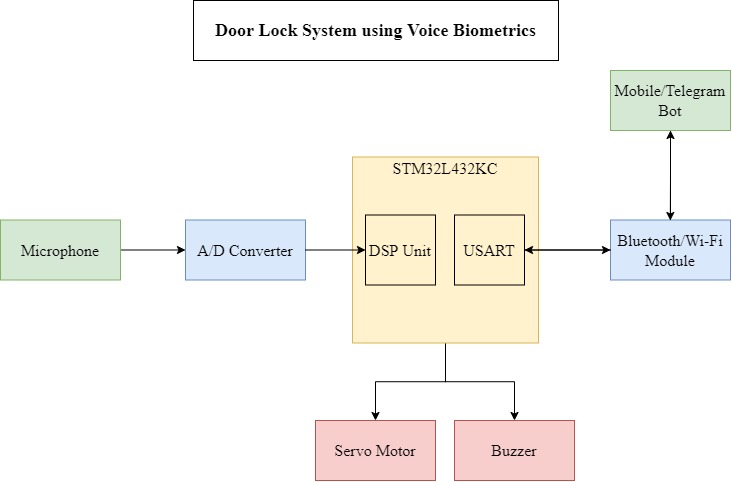 Door Lock System using Voice Biometrics
Mobile/Telegram
Bot
STM32L432KC
Microphone
A/D Converter
DSP Unit
USART
Bluetooth/Wi-Fi
Module
Servo Motor
Buzzer